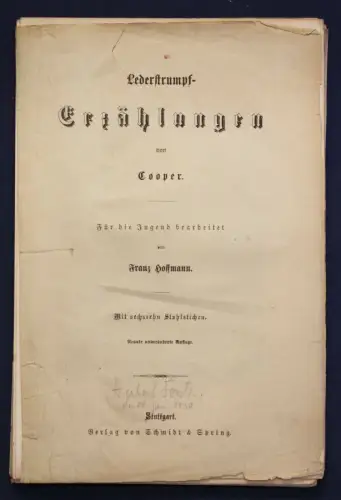 Lederstrumpf-
Erzählungen
von
Cooper.
Für die Jugend bearbeitet
von
Franz Hoffmann.
Mit sechzehn Stahlstichen.
Neunte unveränderte Auflage.
Stuttgart.
Verlag von Schmidt & Spring.